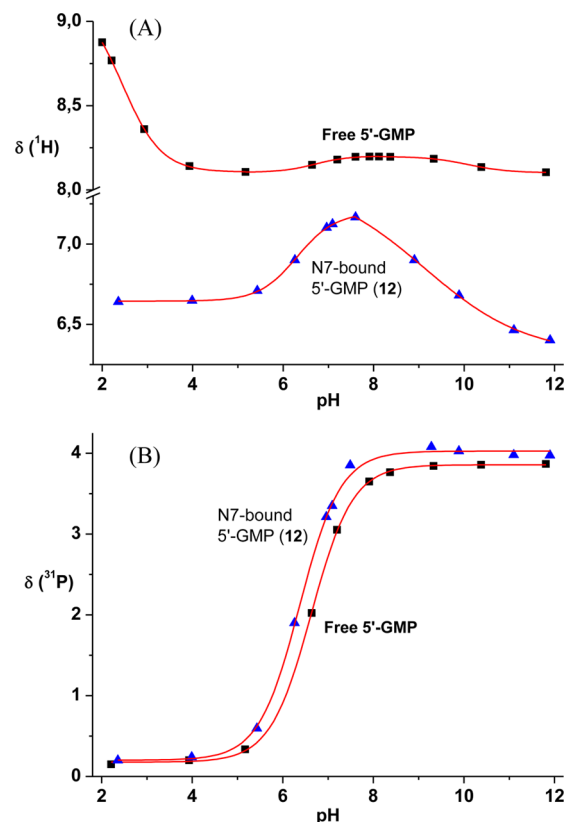 (A)
9,0
8,5
8,0
7,0
6,5
δ (¹H)
Free 5'-GMP
N7-bound
5'-GMP (12)
2 4 6 8 10 12
pH
(B)
4
3
2
1
0
δ (³¹P)
N7-bound
5'-GMP (12)
Free 5'-GMP
2 4 6 8 10 12
pH